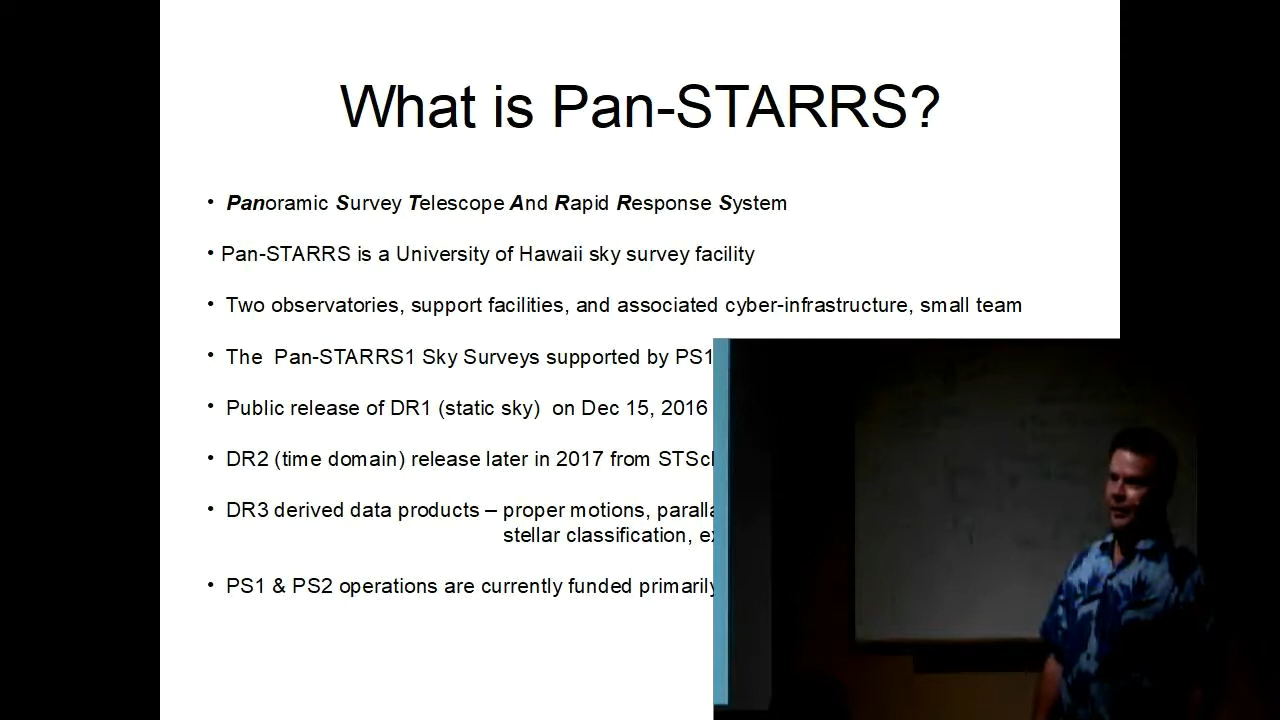 What is Pan-STARRS?
• Panoramic Survey Telescope And Rapid Response System
• Pan-STARRS is a University of Hawaii sky survey facility
• Two observatories, support facilities, and associated cyber-infrastructure, small team
• The Pan-STARRS1 Sky Surveys supported by PS1
• Public release of DR1 (static sky) on Dec 15, 2016
• DR2 (time domain) release later in 2017 from
• DR3 derived data products – proper motions,
stellar classification,
• PS1 & PS2 operations are currently funded primarily